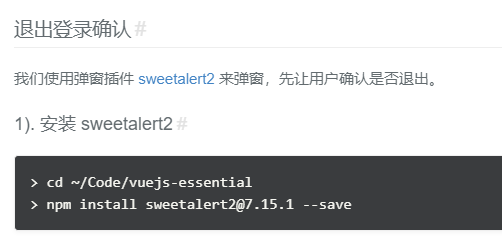 退出登录确认#
我们使用弹窗插件 sweetalert2 来弹窗，先让用户确认是否退出。
1). 安装 sweetalert2#
> cd ~/Code/vuejs-essential
> npm install sweetalert2@7.15.1 --save